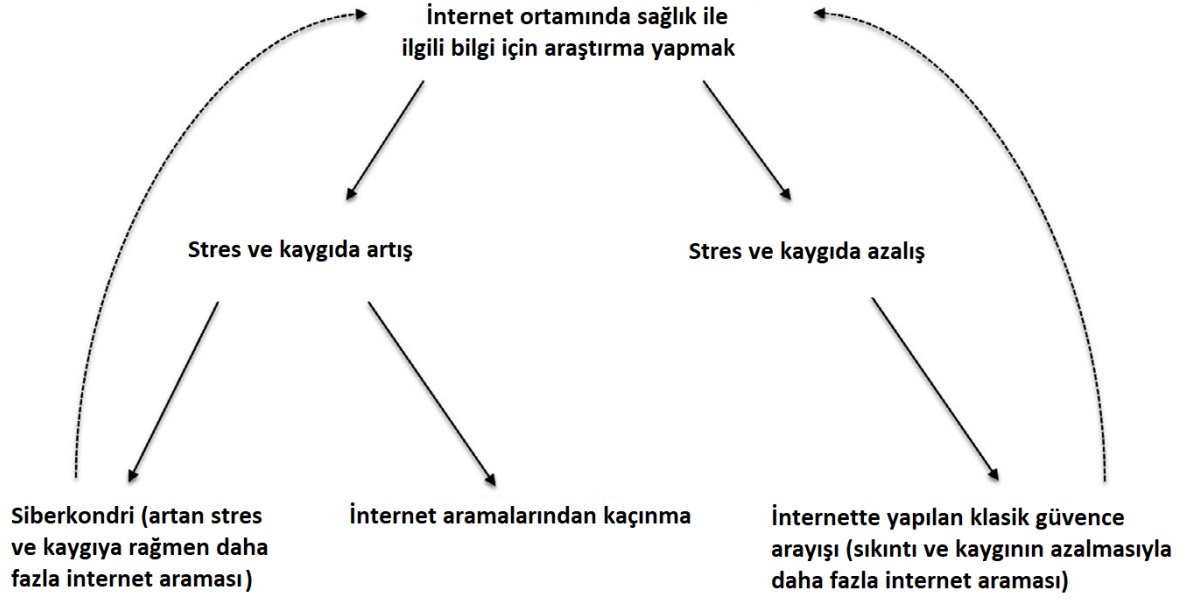 İnternet ortamında sağlık ile
ilgili bilgi için araştırma yapmak
Stres ve kaygıda artış
Stres ve kaygıda azalış
Siberkondri (artan stres
ve kaygıya rağmen daha
fazla internet araması)
İnternet aramalarından kaçınma
İnternette yapılan klasik güvence
arayışı (sıkıntı ve kaygının azalmasıyla
daha fazla internet araması)